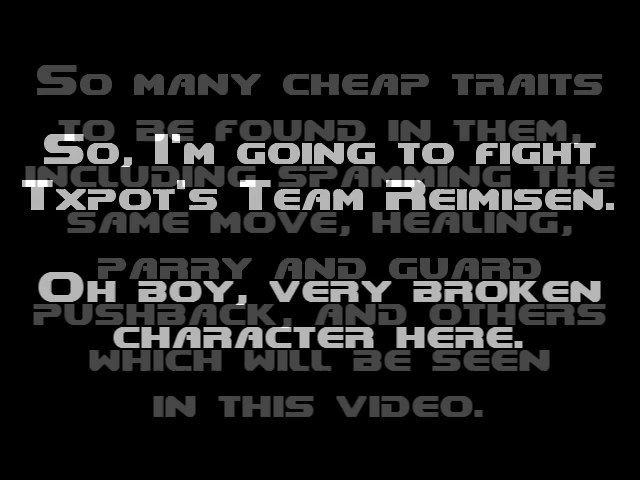 So many cheap traits
to be found in them,
So, I'm going to fight
including spamming the
Txpot's Team Reimisen.
same move, healing,
parry and guard
Oh boy, very broken
pushback, and others
character here.
which will be seen
in this video.